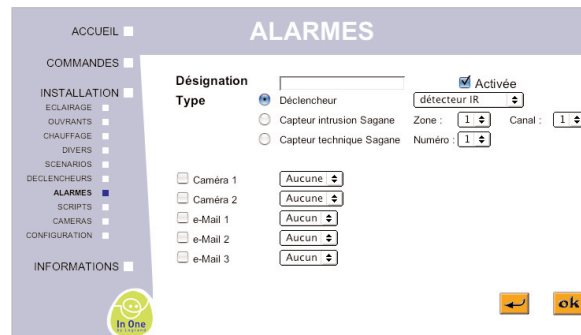 ACCUEIL
COMMANDES
INSTALLATION
ECLAIRAGE
OUVRANTS
CHAUFFAGE
DIVERS
SCENARIOS
DECLENCHEURS
ALARMES
SCRIPTS
CAMERAS
CONFIGURATION
INFORMATIONS
In One
by Legrand
ALARMES
Désignation Activée
Type Déclencheur détecteur IR
Capteur intrusion Sagane Zone : 1 Canal : 1
Capteur technique Sagane Numéro : 1
Caméra 1 Aucune
Caméra 2 Aucune
e-Mail 1 Aucun
e-Mail 2 Aucun
e-Mail 3 Aucun
ok